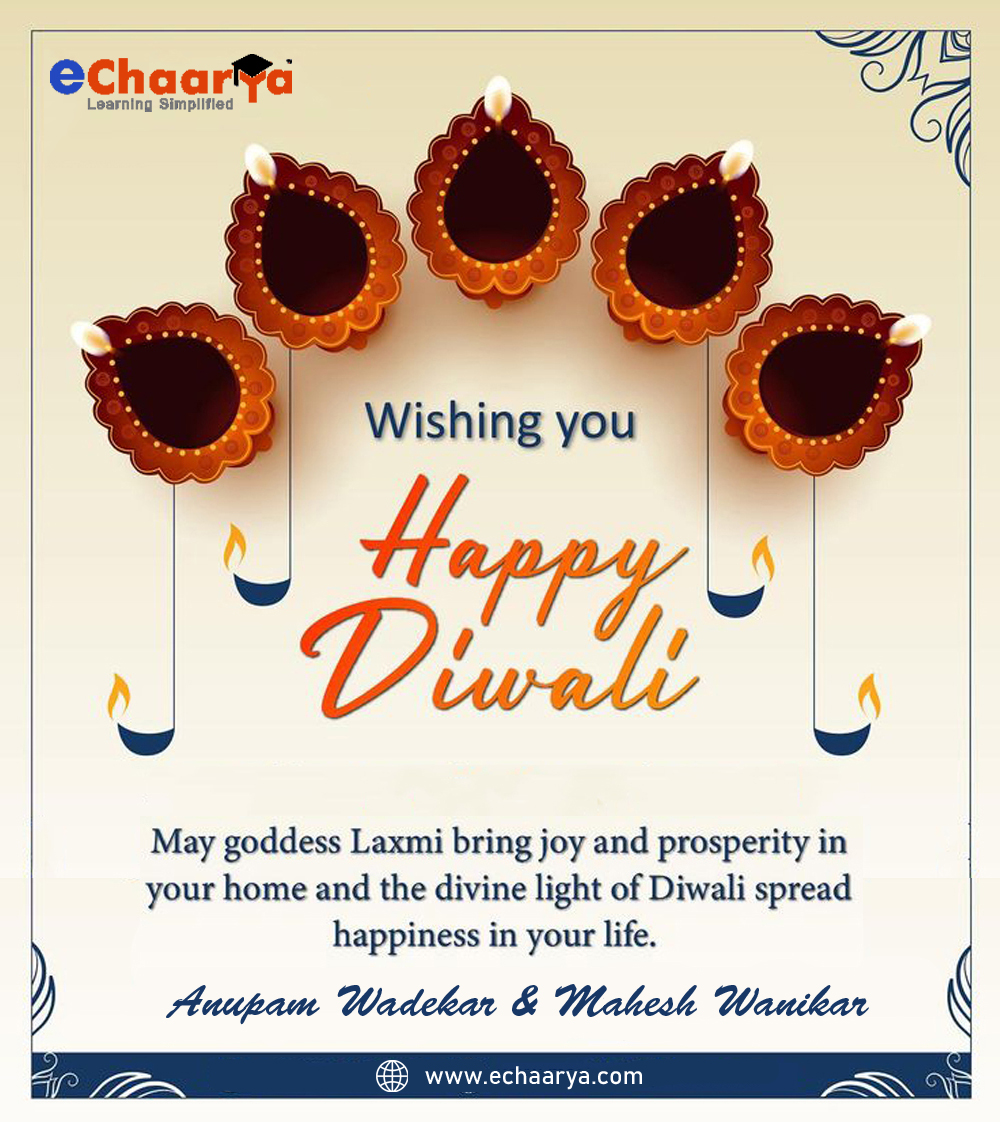 eChaarya
Learning Simplified
Wishing you
Happy
Diwali
May goddess Laxmi bring joy and prosperity in
your home and the divine light of Diwali spread
happiness in your life.
Anupam Wadekar & Mahesh Wanikar
www.echaarya.com